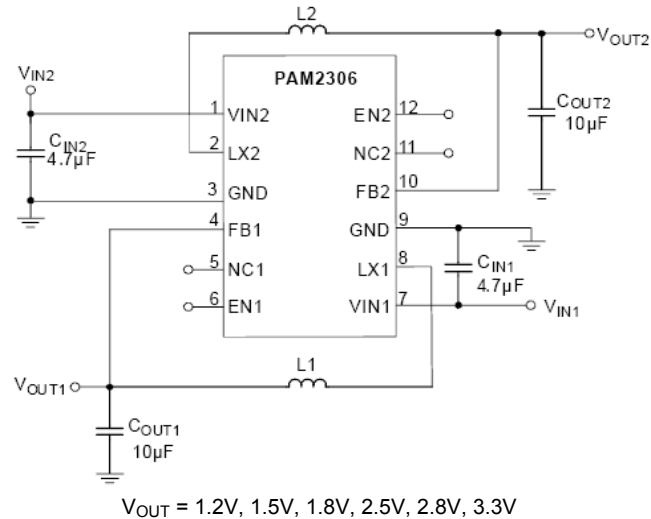 L2
VOUT2
VIN2
PAM2306
1 VIN2 EN2 12
COUT2
10µF
CIN2
4.7µF
2 LX2 NC2 11
3 GND FB2 10
4 FB1 GND 9
5 NC1 LX1 8
CIN1
4.7µF
6 EN1 VIN1 7
VIN1
L1
VOUT1
COUT1
10µF
VOUT = 1.2V, 1.5V, 1.8V, 2.5V, 2.8V, 3.3V